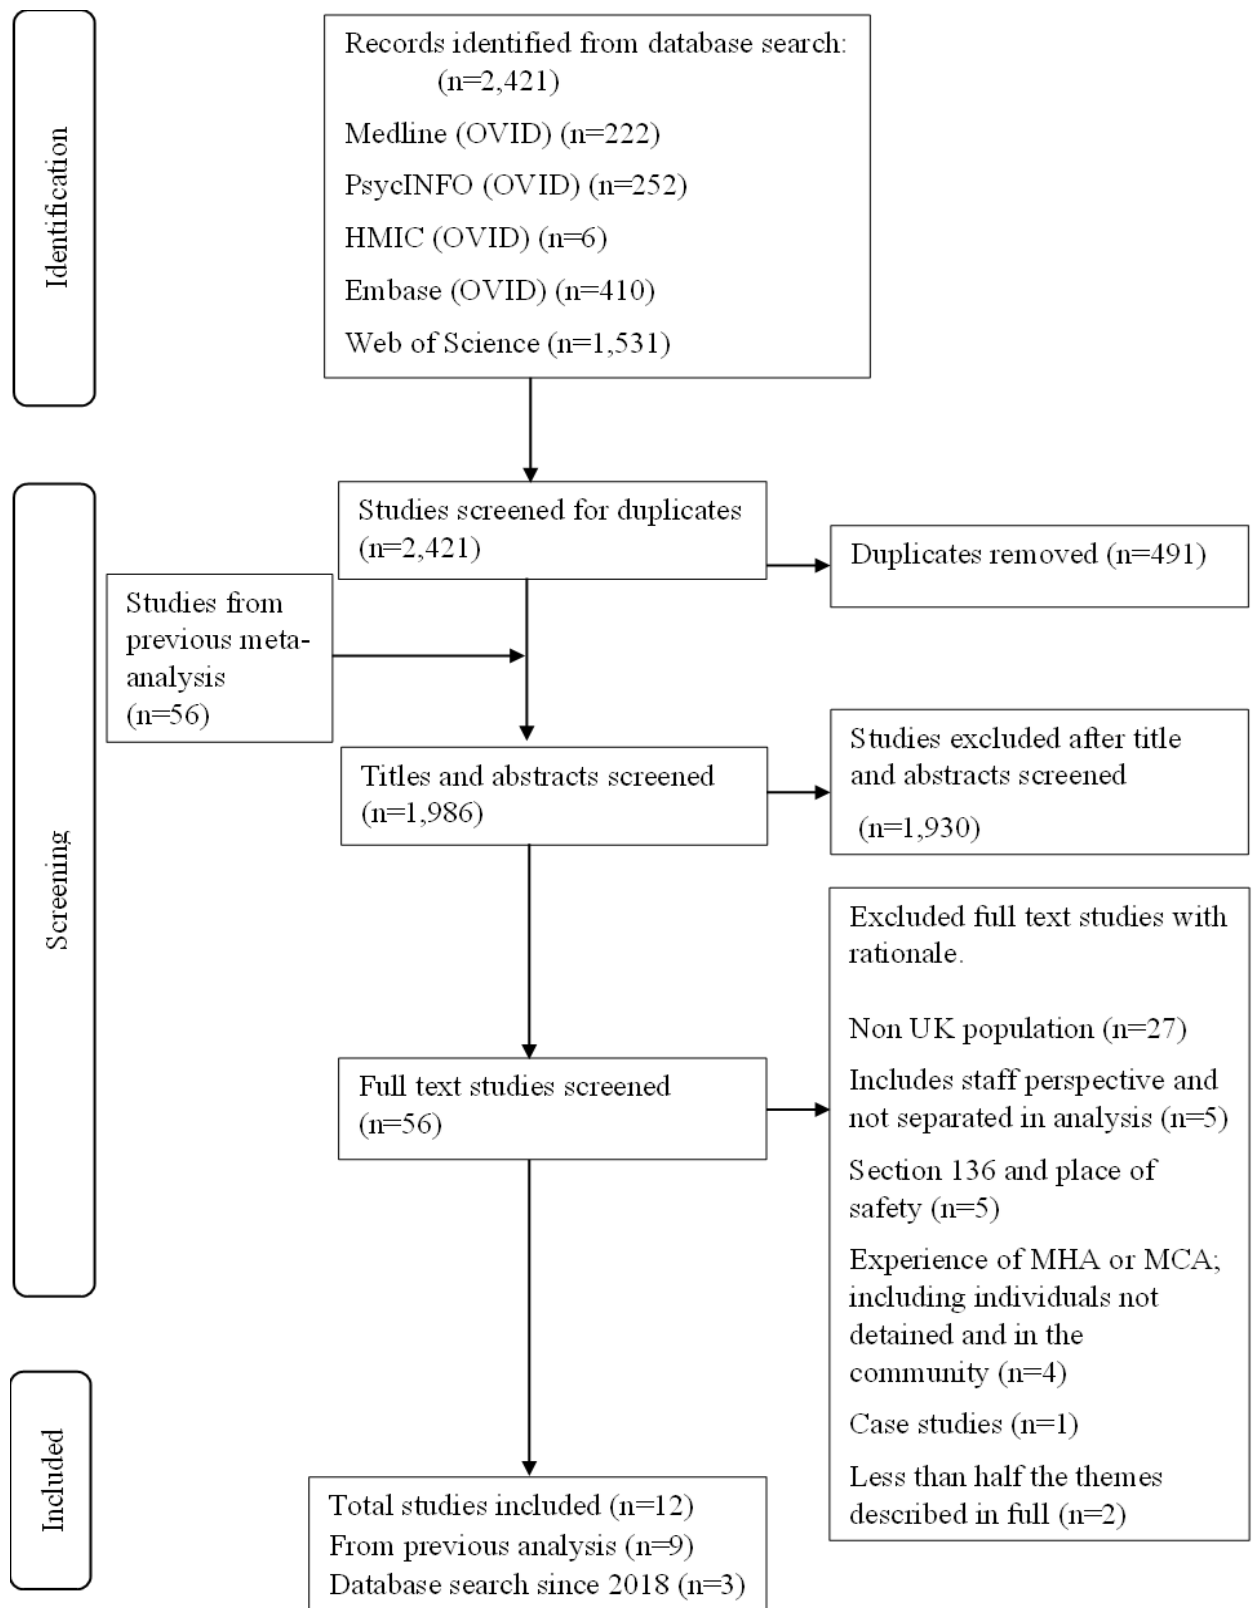 Identification
Records identified from database search:
(n=2,421)
Medline (OVID) (n=222)
PsycINFO (OVID) (n=252)
HMIC (OVID) (n=6)
Embase (OVID) (n=410)
Web of Science (n=1,531)
Screening
Studies screened for duplicates
(n=2,421)
Duplicates removed (n=491)
Studies from
previous meta-
analysis
(n=56)
Titles and abstracts screened
(n=1,986)
Studies excluded after title
and abstracts screened
(n=1,930)
Full text studies screened
(n=56)
Excluded full text studies with
rationale.
Non UK population (n=27)
Includes staff perspective and
not separated in analysis (n=5)
Section 136 and place of
safety (n=5)
Experience of MHA or MCA;
including individuals not
detained and in the
community (n=4)
Case studies (n=1)
Less than half the themes
described in full (n=2)
Included
Total studies included (n=12)
From previous analysis (n=9)
Database search since 2018 (n=3)